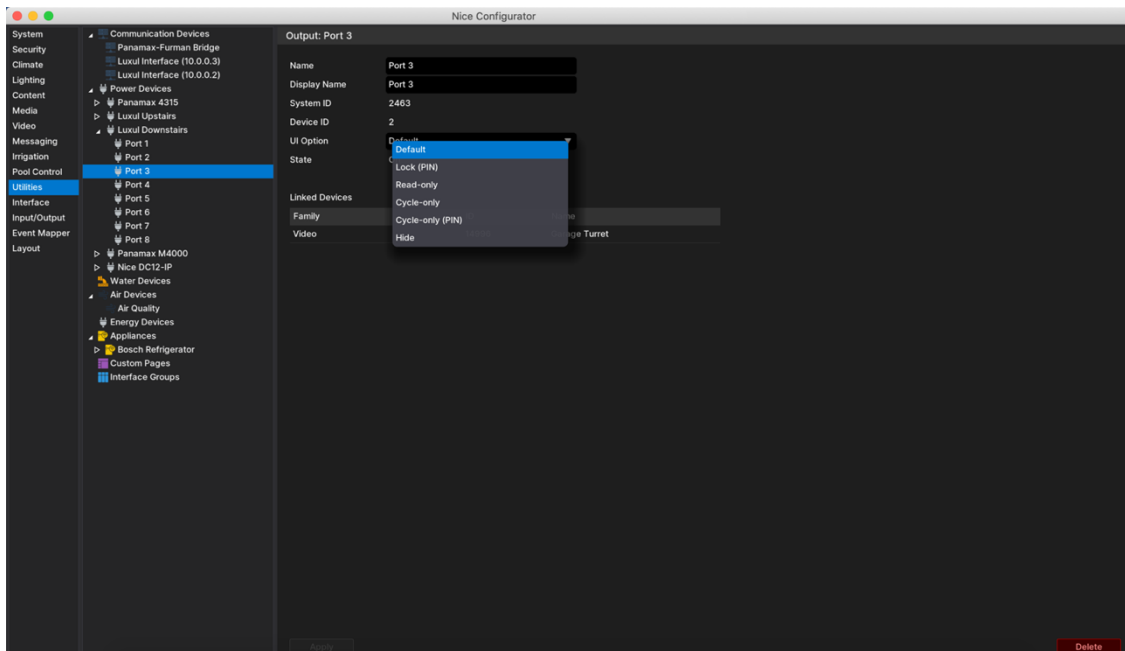 Nice Configurator
System
Security
Climate
Lighting
Content
Media
Video
Messaging
Irrigation
Pool Control
Utilities
Interface
Input/Output
Event Mapper
Layout
Communication Devices
Panamax-Furman Bridge
Luxul Interface (10.0.0.3)
Luxul Interface (10.0.0.2)
Power Devices
Panamax 4315
Luxul Upstairs
Luxul Downstairs
Port 1
Port 2
Port 3
Port 4
Port 5
Port 6
Port 7
Port 8
Panamax M4000
Nice DC12-IP
Water Devices
Air Devices
Air Quality
Energy Devices
Appliances
Bosch Refrigerator
Custom Pages
Interface Groups
Output: Port 3
Name Port 3
Display Name Port 3
System ID 2463
Device ID 2
UI Option Default
State
Default
Lock (PIN)
Read-only
Cycle-only
Cycle-only (PIN)
Hide
Linked Devices
Family
Video Turret
Apply
Delete